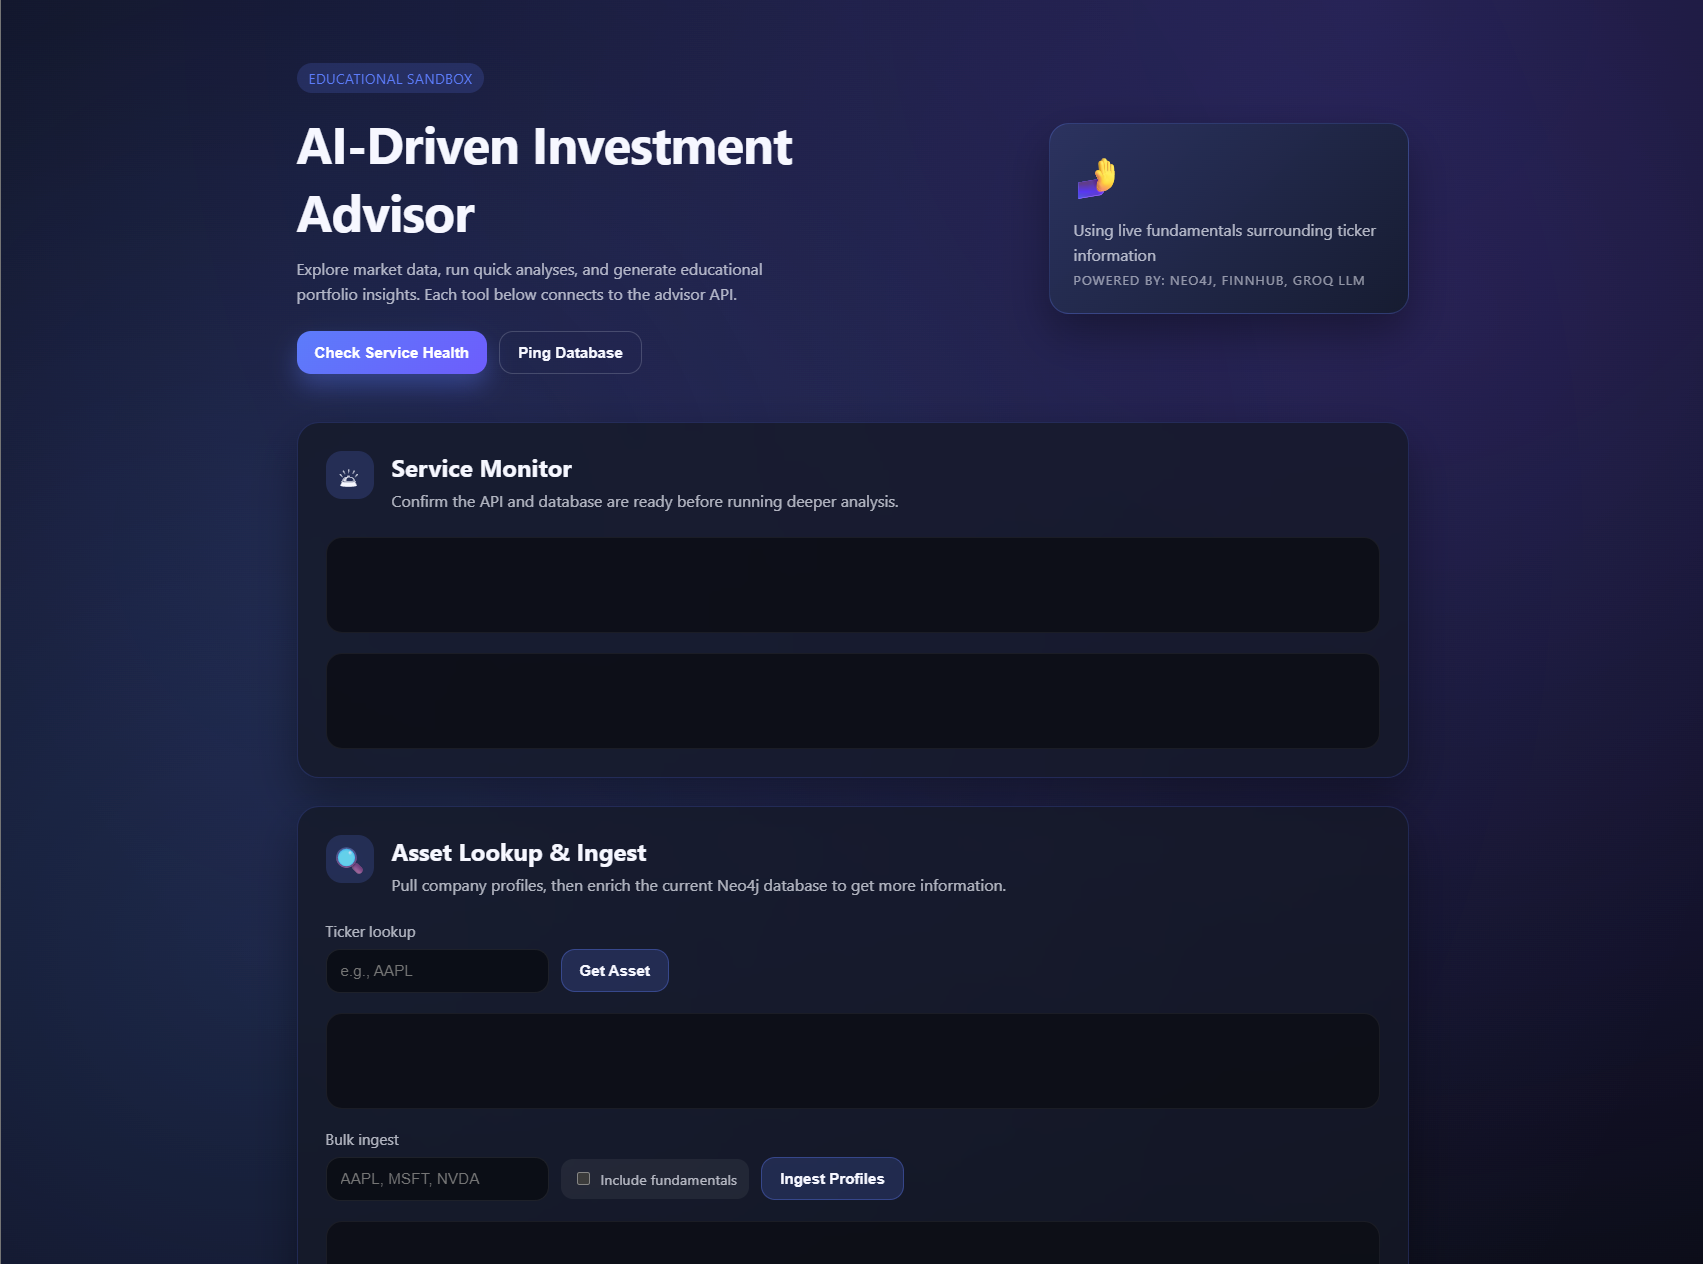 EDUCATIONAL SANDBOX
AI-Driven Investment
Advisor
Explore market data, run quick analyses, and generate educational
portfolio insights. Each tool below connects to the advisor API.
Check Service Health
Ping Database
Using live fundamentals surrounding ticker
information
POWERED BY: NEO4J, FINNHUB, GROQ LLM
Service Monitor
Confirm the API and database are ready before running deeper analysis.
Asset Lookup & Ingest
Pull company profiles, then enrich the current Neo4j database to get more information.
Ticker lookup
e.g., AAPL
Get Asset
Bulk ingest
AAPL, MSFT, NVDA
Include fundamentals
Ingest Profiles